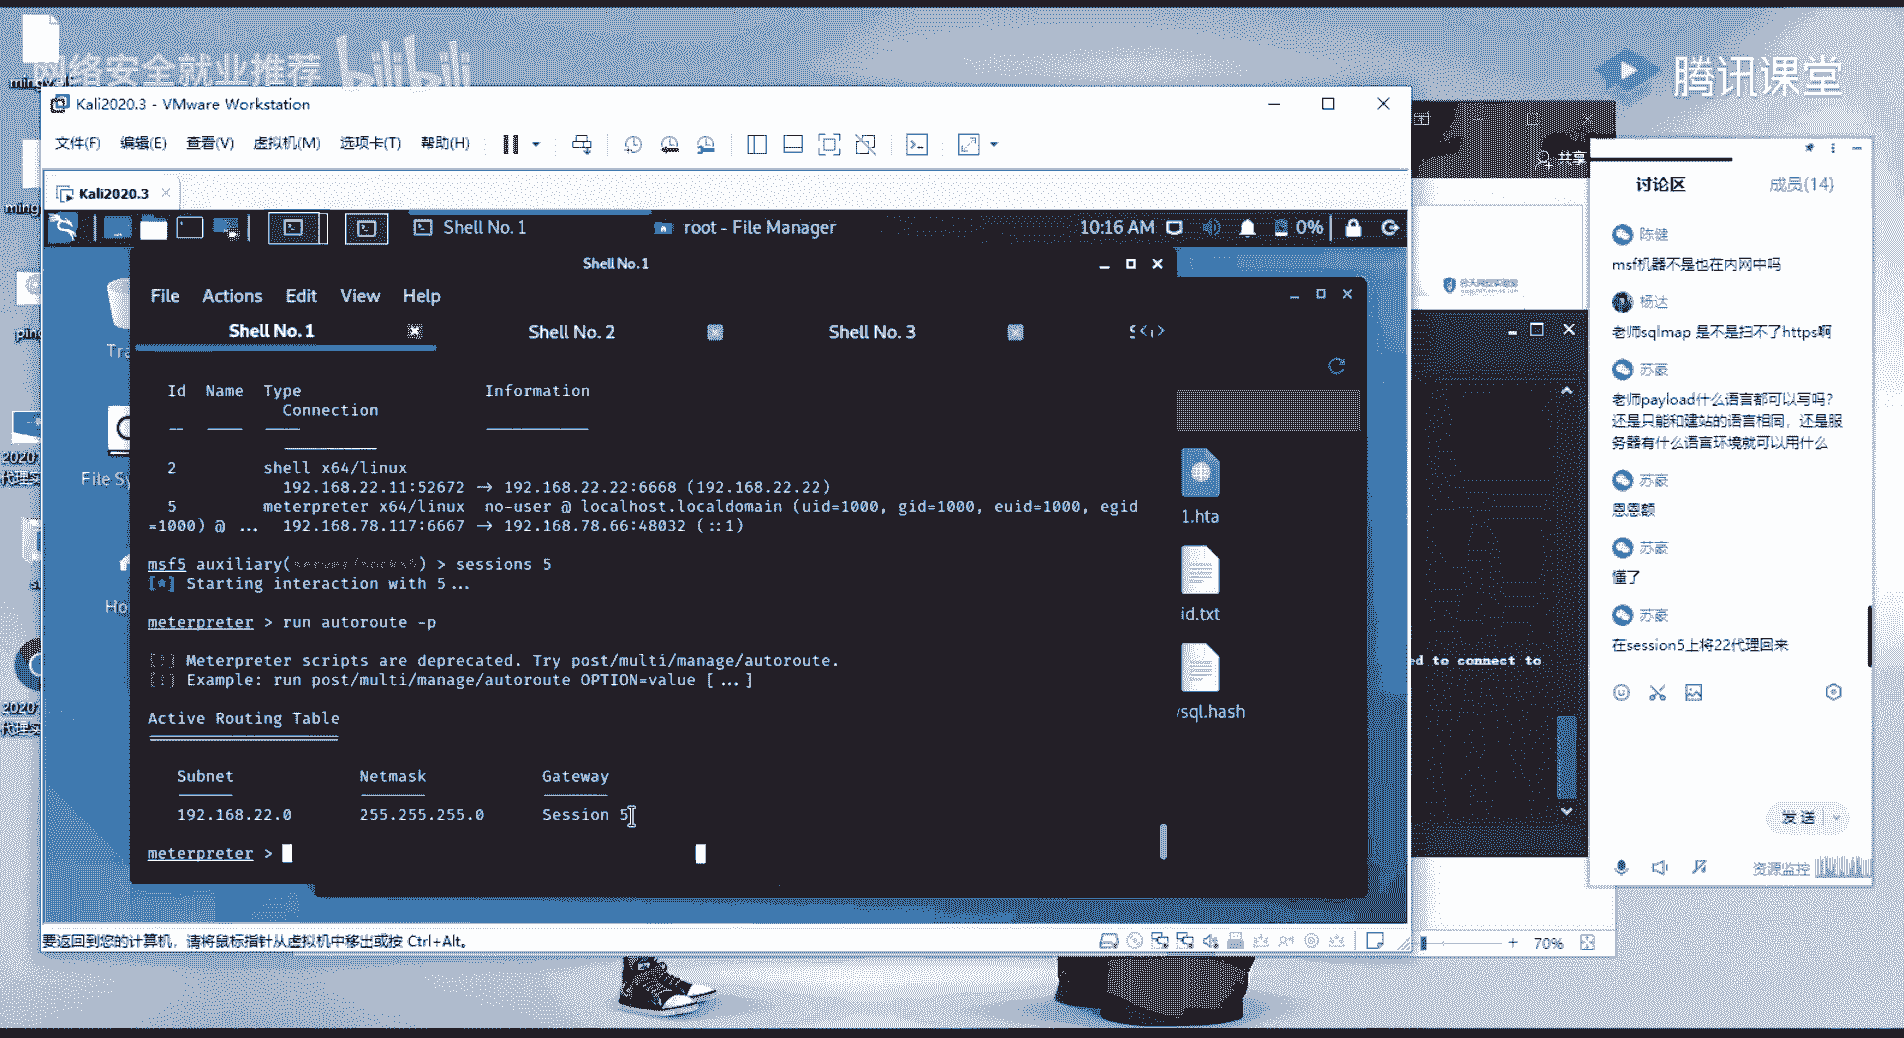 网络安全就业推荐 bilibili
腾讯课堂
Kali2020.3 - VMware Workstation
文件(F) 编辑(E) 查看(V) 虚拟机(M) 选项卡(T) 帮助(H)
Kali2020.3
Shell No. 1
root - File Manager
10:16 AM
0%
Shell No.1
File Actions Edit View Help
Shell No. 1
Shell No. 2
Shell No. 3
Id Name Type Information
Connection
2 shell x64/linux
192.168.22.11:52672 → 192.168.22.22:6668 (192.168.22.22)
5 meterpreter x64/linux no-user @ localhost.localdomain (uid=1000, gid=1000, euid=1000, egid
=1000) @ ... 192.168.78.117:6667 → 192.168.78.66:48032 (::1)
msf5 auxiliary( ) > sessions 5
[*] Starting interaction with 5...
meterpreter > run autoroute -p
[!] Meterpreter scripts are deprecated. Try post/multi/manage/autoroute.
[!] Example: run post/multi/manage/autoroute OPTION=value [...]
Active Routing Table
Subnet Netmask Gateway
192.168.22.0 255.255.255.0 Session 5
meterpreter >
1.hta
id.txt
sql.hash
File Sy
Ho
ed to connect to
要返回到您的计算机，请将鼠标指针从虚拟机中移出或按 Ctrl+Alt。
70%
共享
讨论区 成员(14)
陈健
msf机器不是也在内网中吗
杨达
老师sqlmap 是不是扫不了https啊
苏豪
老师payload什么语言都可以写吗?
还是只能和建站的语言相同，还是服
务器有什么语言环境就可以用什么
苏豪
恩恩额
苏豪
懂了
苏豪
在session5上将22代理回来
发送
资源监控